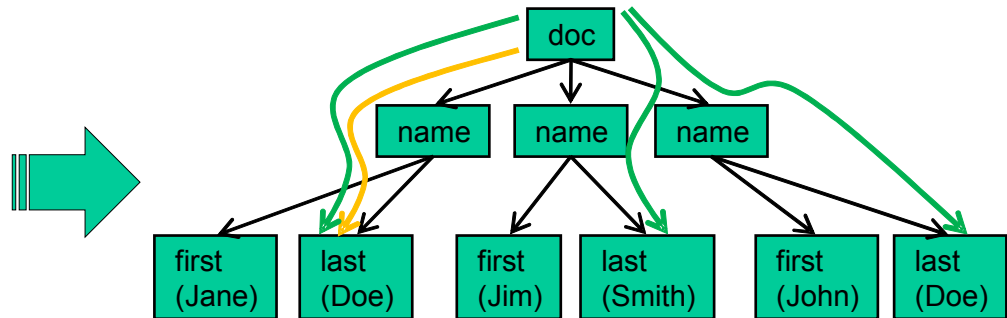 doc
name name name
first last first last first last
(Jane) (Doe) (Jim) (Smith) (John) (Doe)